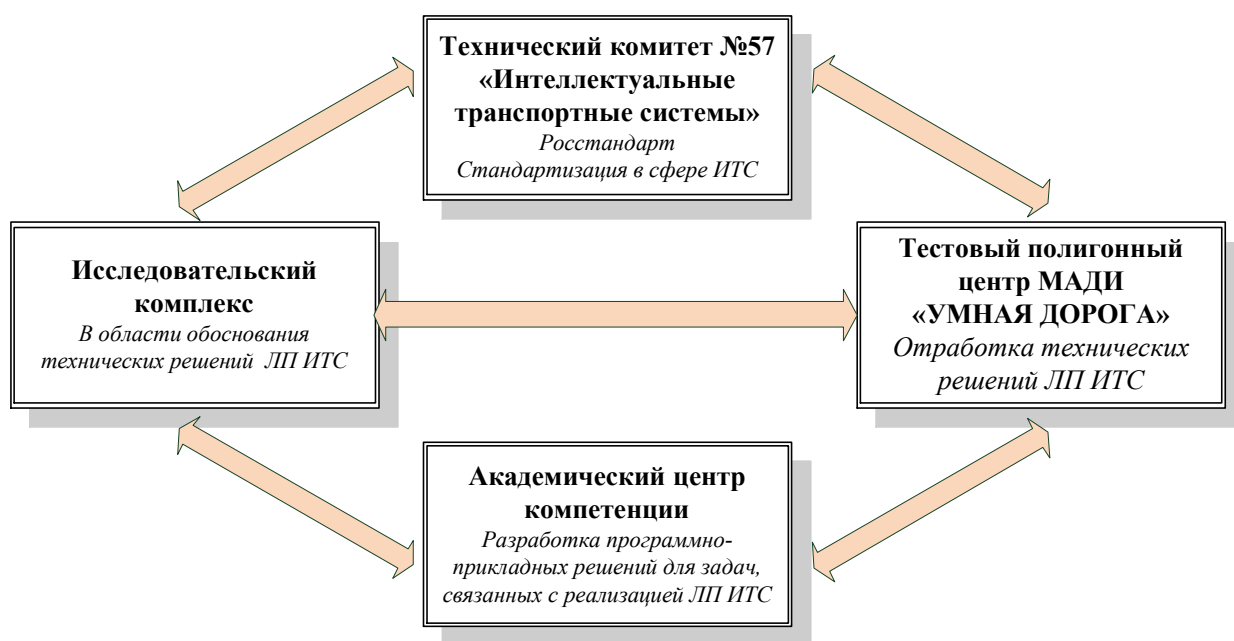 Технический комитет №57
«Интеллектуальные
транспортные системы»
Росстандарт
Стандартизация в сфере ИТС
Исследовательский
комплекс
В области обоснования
технических решений ЛП ИТС
Тестовый полигонный
центр МАДИ
«УМНАЯ ДОРОГА»
Отработка технических
решений ЛП ИТС
Академический центр
компетенции
Разработка программно-
прикладных решений для задач,
связанных с реализацией ЛП ИТС